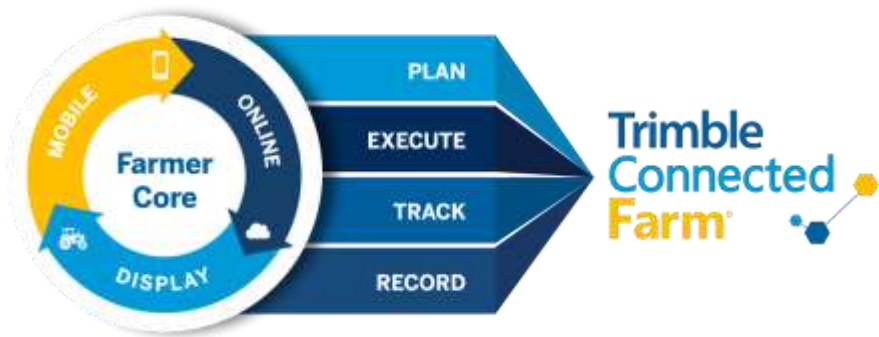 MOBILE
ONLINE
DISPLAY
Farmer
Core
PLAN
EXECUTE
TRACK
RECORD
Trimble
Connected
Farm